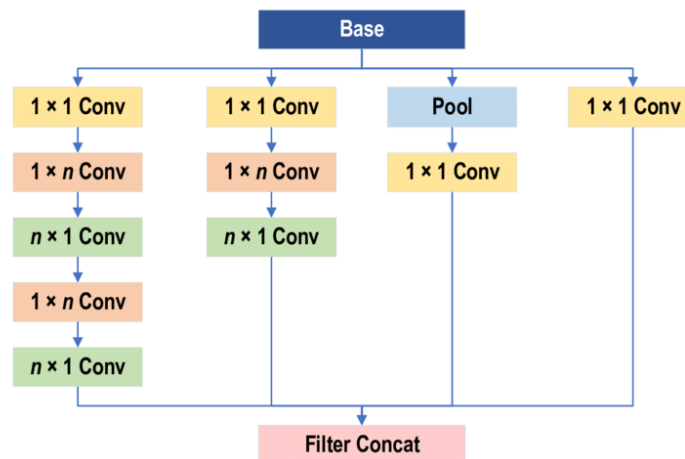 Base
1 × 1 Conv
1 × 1 Conv
Pool
1 × 1 Conv
1 × n Conv
1 × n Conv
1 × 1 Conv
n × 1 Conv
n × 1 Conv
1 × n Conv
n × 1 Conv
Filter Concat